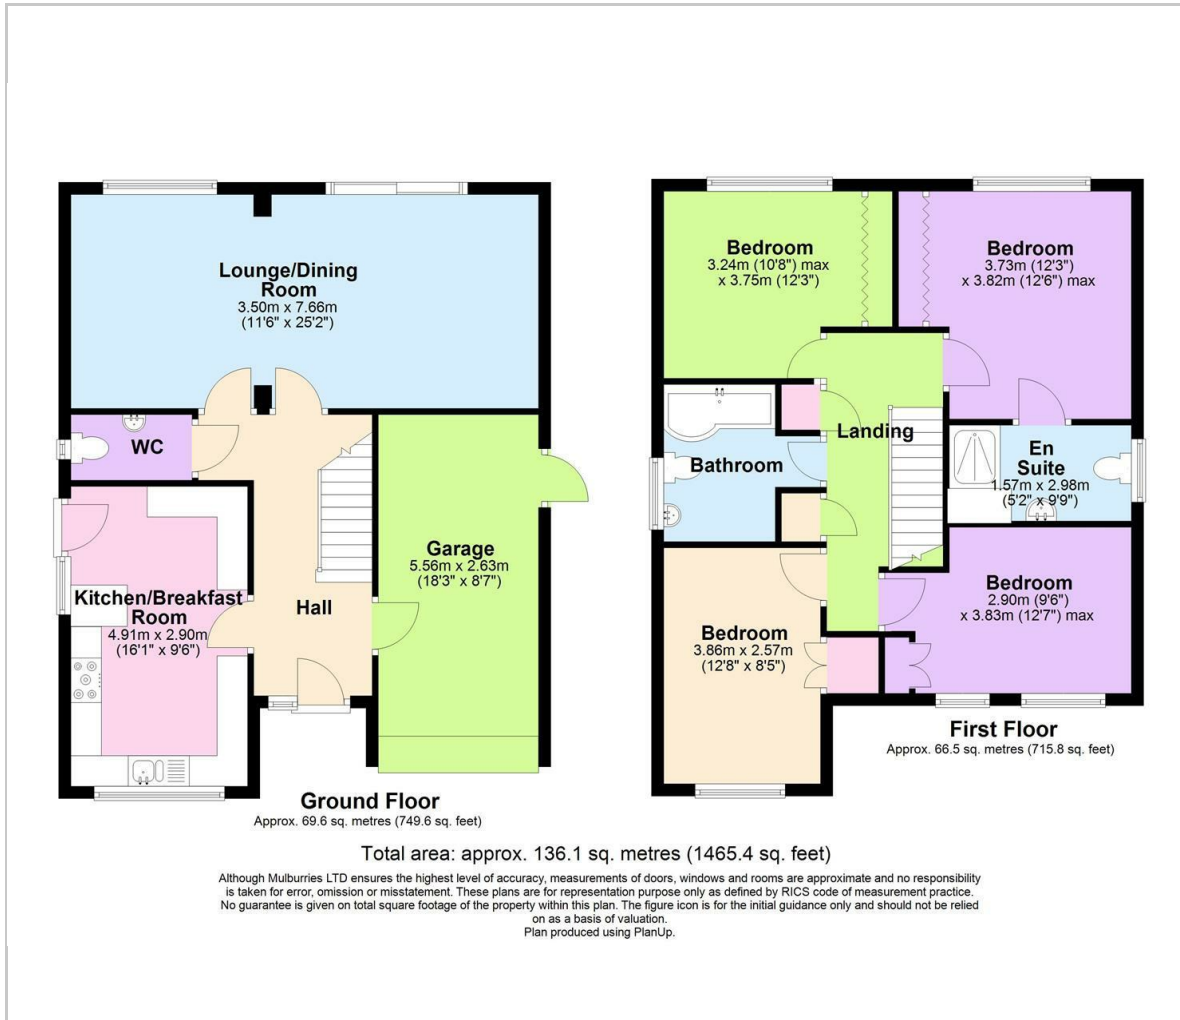 Lounge/Dining
Room
3.50m x 7.66m
(11'6" x 25'2")
WC
Kitchen/Breakfast
Room
4.91m x 2.90m
(16'1" x 9'6")
Hall
Garage
5.56m x 2.63m
(18'3" x 8'7")
Ground Floor
Approx. 69.6 sq. metres (749.6 sq. feet)
Bedroom
3.24m (10'8") max
x 3.75m (12'3")
Bedroom
3.73m (12'3")
x 3.82m (12'6") max
Landing
Bathroom
En
Suite
1.57m x 2.98m
(5'2" x 9'9")
Bedroom
3.86m x 2.57m
(12'8" x 8'5")
Bedroom
2.90m (9'6")
x 3.83m (12'7") max
First Floor
Approx. 66.5 sq. metres (715.8 sq. feet)
Total area: approx. 136.1 sq. metres (1465.4 sq. feet)
Although Mulburries LTD ensures the highest level of accuracy, measurements of doors, windows and rooms are approximate and no responsibility
is taken for error, omission or misstatement. These plans are for representation purpose only as defined by RICS code of measurement practice.
No guarantee is given on total square footage of the property within this plan. The figure icon is for the initial guidance only and should not be relied
on as a basis of valuation.
Plan produced using PlanUp.